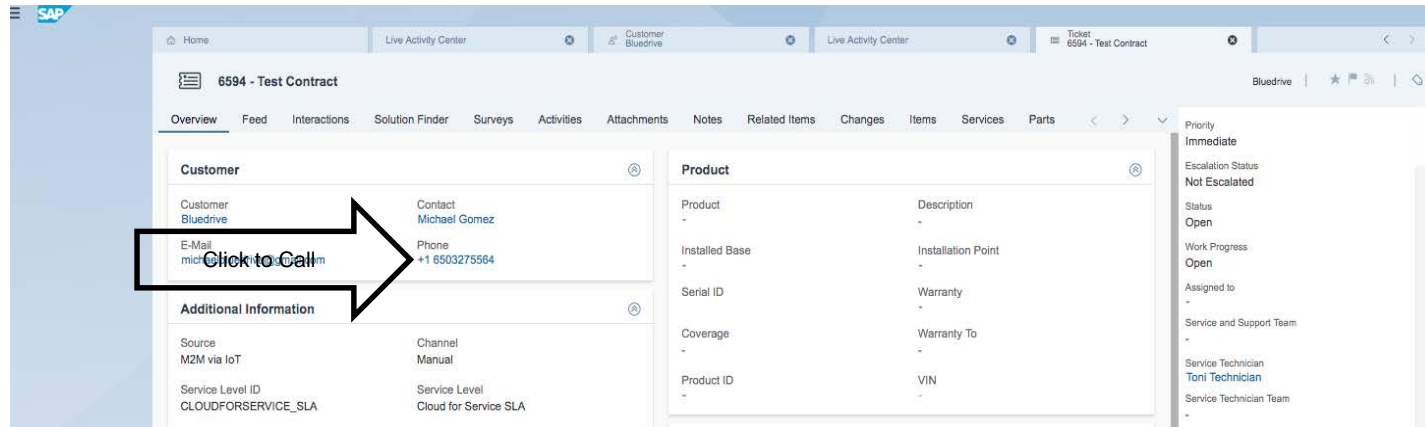 SAP
Home
Live Activity Center
Customer
Bluedrive
Live Activity Center
Ticket
6594 - Test Contract
6594 - Test Contract
Bluedrive
Overview Feed Interactions Solution Finder Surveys Activities Attachments Notes Related Items Changes Items Services Parts
Customer
Customer
Bluedrive
Contact
Michael Gomez
E-Mail
Phone
+1 6503275564
Click to Call
Additional Information
Source
M2M via IoT
Channel
Manual
Service Level ID
CLOUDFORSERVICE_SLA
Service Level
Cloud for Service SLA
Product
Product
-
Description
-
Installed Base
-
Installation Point
-
Serial ID
-
Warranty
-
Coverage
-
Warranty To
-
Product ID
-
VIN
-
Priority
Immediate
Escalation Status
Not Escalated
Status
Open
Work Progress
Open
Assigned to
-
Service and Support Team
-
Service Technician
Toni Technician
Service Technician Team
-